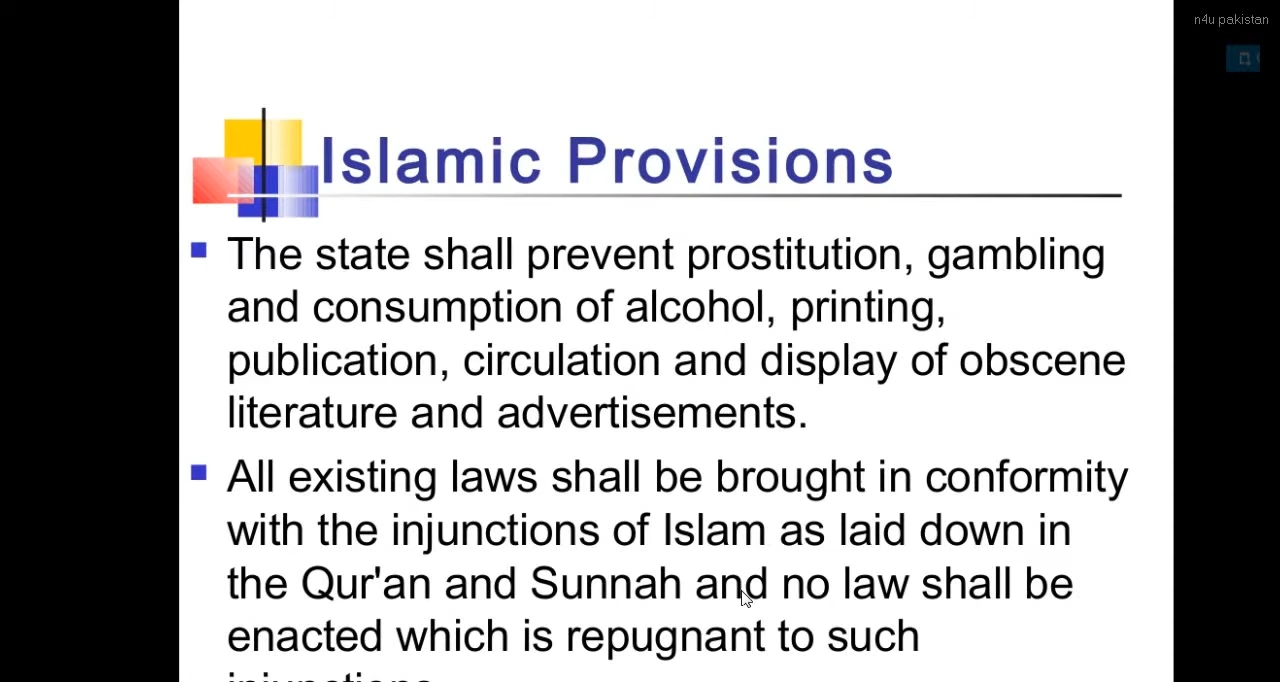 n4u pakistan
Islamic Provisions
The state shall prevent prostitution, gambling
and consumption of alcohol, printing,
publication, circulation and display of obscene
literature and advertisements.
All existing laws shall be brought in conformity
with the injunctions of Islam as laid down in
the Qur'an and Sunnah and no law shall be
enacted which is repugnant to such